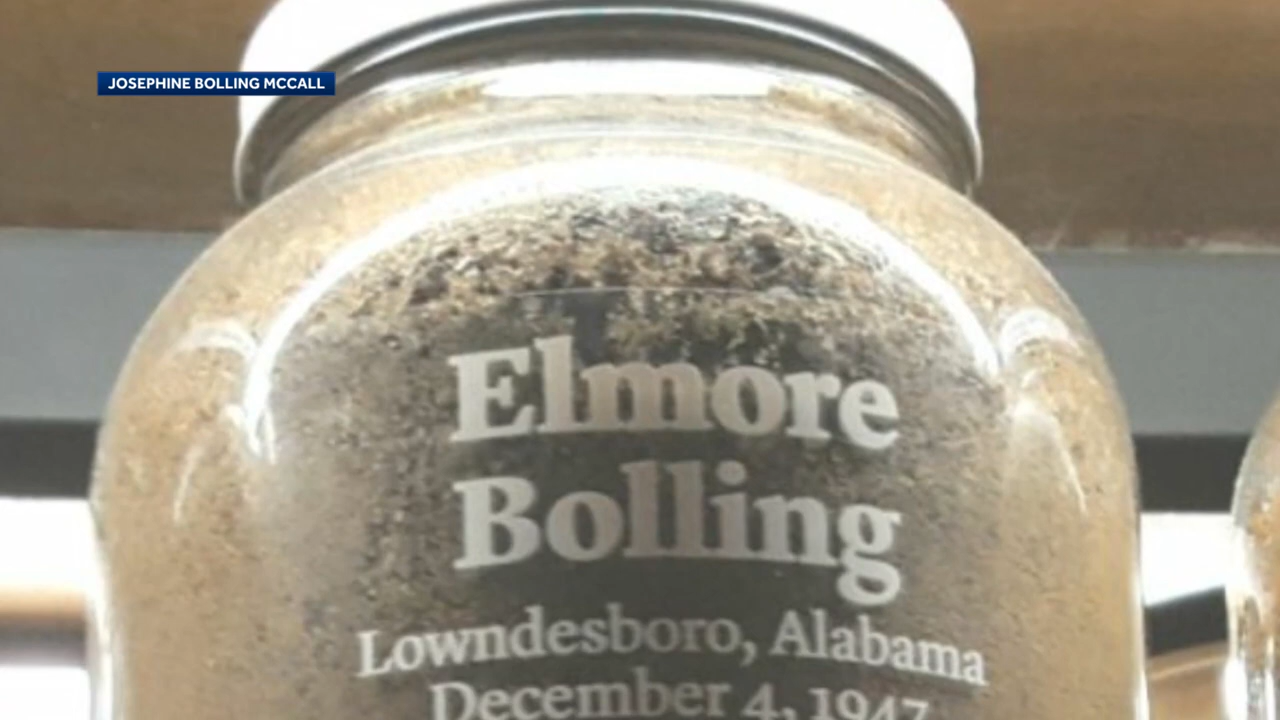 JOSEPHINE BOLLING MCCALL
Elmore
Bolling
Lowndesboro, Alabama
December 4, 1947